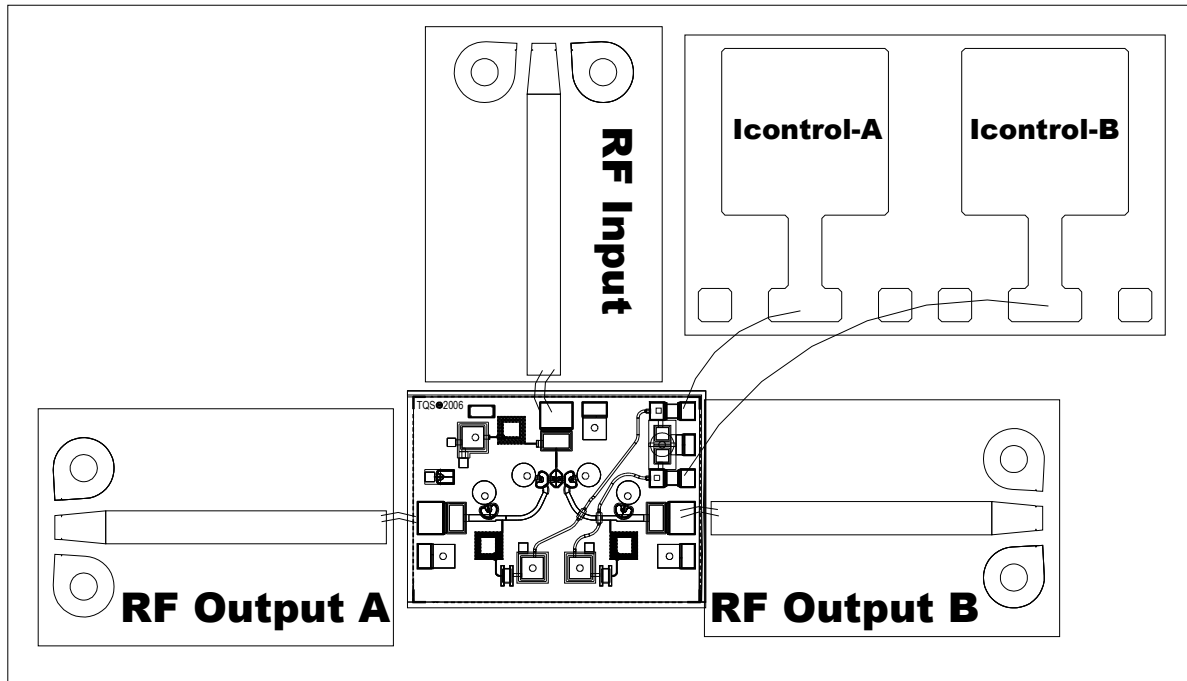 Icontrol-A
Icontrol-B
RF Input
TQS●2006
RF Output A
RF Output B